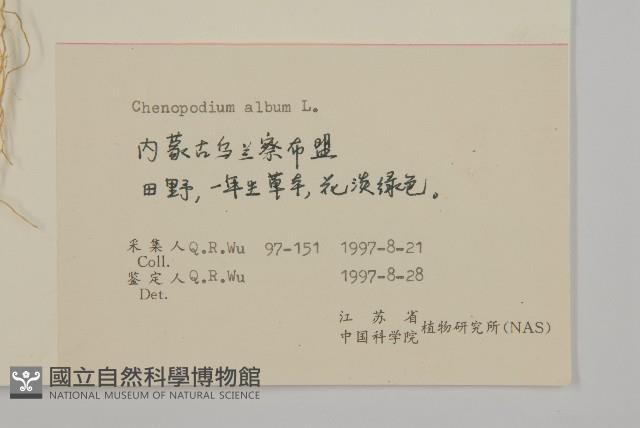 Chenopodium album L.
内蒙古乌兰察布盟
田野,一年生草本,花淡绿色。
采集人 Q.R.Wu 97-151 1997-8-21
Coll.
鉴定人 Q.R.Wu 1997-8-28
Det.
江苏省
中国科学院 植物研究所(NAS)
國立自然科學博物館
NATIONAL MUSEUM OF NATURAL SCIENCE